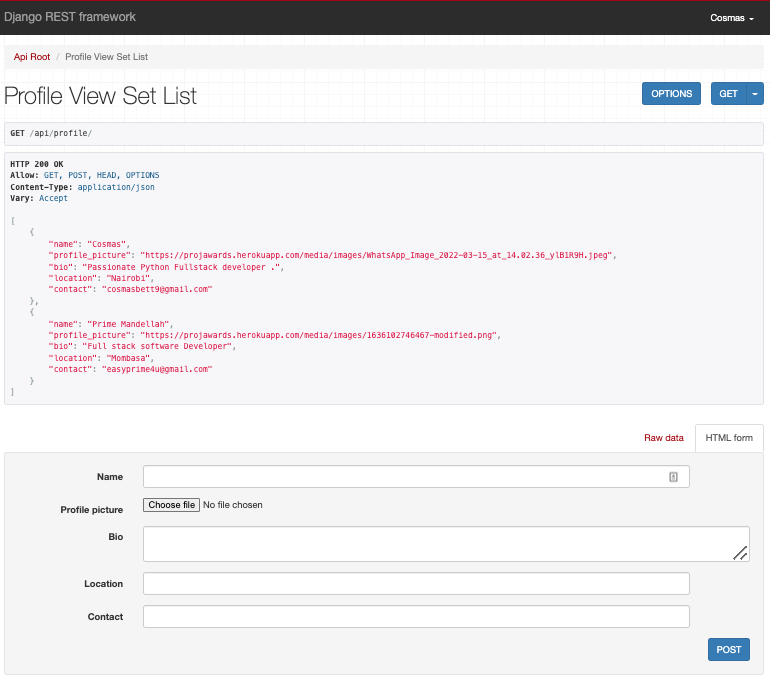 Django REST framework
Cosmas
Api Root / Profile View Set List
Profile View Set List
OPTIONS
GET
GET /api/profile/
HTTP 200 OK
Allow: GET, POST, HEAD, OPTIONS
Content-Type: application/json
Vary: Accept
[
    {
        "name": "Cosmas",
        "profile_picture": "https://projawards.herokuapp.com/media/images/WhatsApp_Image_2022-03-15_at_14.02.36_ylB1R9H.jpeg",
        "bio": "Passionate Python Fullstack developer .",
        "location": "Nairobi",
        "contact": "cosmasbett9@gmail.com"
    },
    {
        "name": "Prime Mandellah",
        "profile_picture": "https://projawards.herokuapp.com/media/images/1636102746467-modified.png",
        "bio": "Full stack software Developer",
        "location": "Mombasa",
        "contact": "easyprime4u@gmail.com"
    }
]
Raw data
HTML form
Name
Profile picture
Choose file No file chosen
Bio
Location
Contact
POST